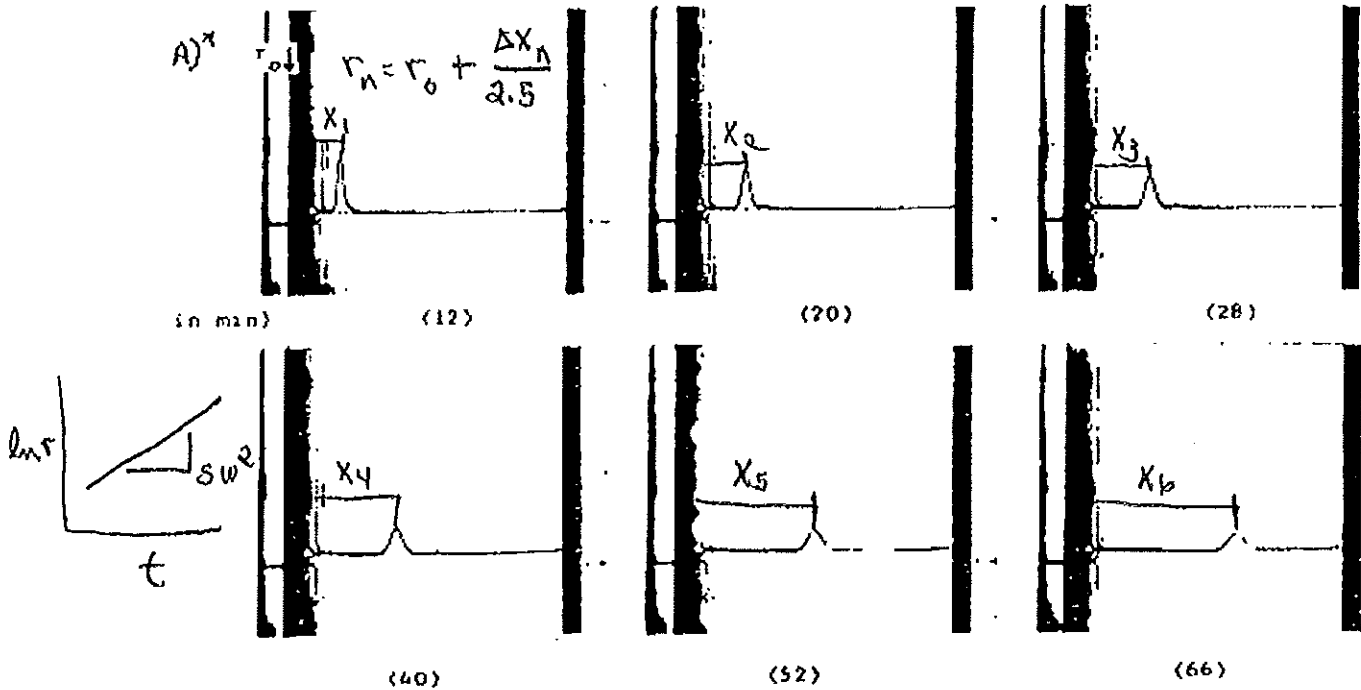 A)*
r₀↓
rₙ = r₀ + ΔXₙ / 2.5
X₁
X₂
X₃
in min)
(12)
(20)
(28)
ln r
sω²
t
X₄
X₅
X₆
(40)
(52)
(66)